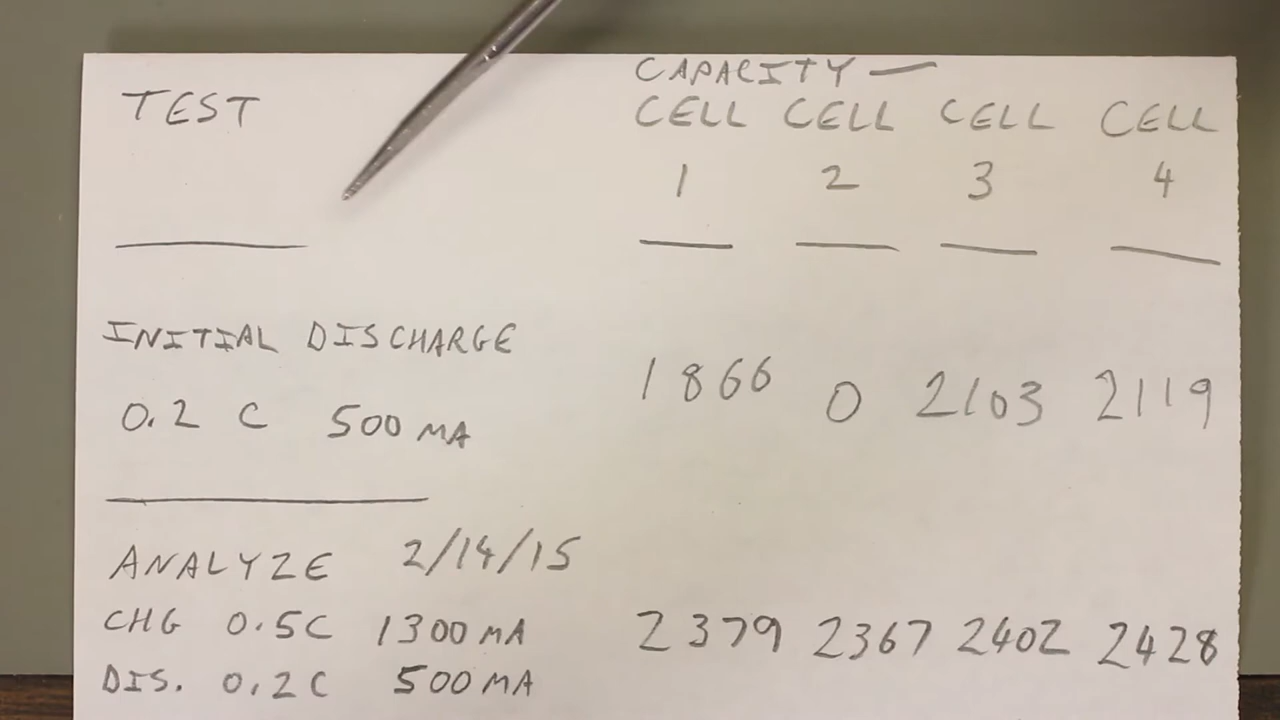 CAPACITY —
TEST CELL CELL CELL CELL
1 2 3 4
INITIAL DISCHARGE
0.2 C 500 MA 1866 0 2103 2119
ANALYZE 2/14/15
CHG 0.5C 1300 MA 2379 2367 2402 2428
DIS. 0.2C 500 MA